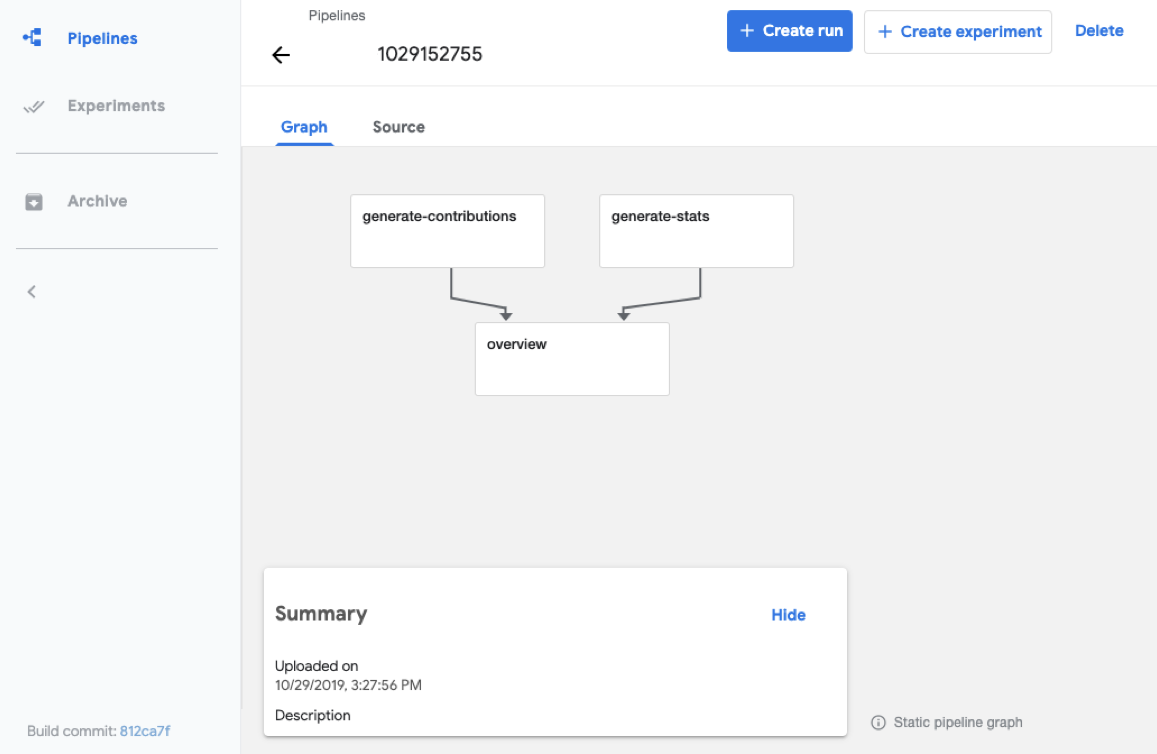 Pipelines
Experiments
Archive
Build commit: 812ca7f
Pipelines
1029152755
+ Create run
+ Create experiment
Delete
Graph
Source
generate-contributions
generate-stats
overview
Summary
Hide
Uploaded on
10/29/2019, 3:27:56 PM
Description
Static pipeline graph